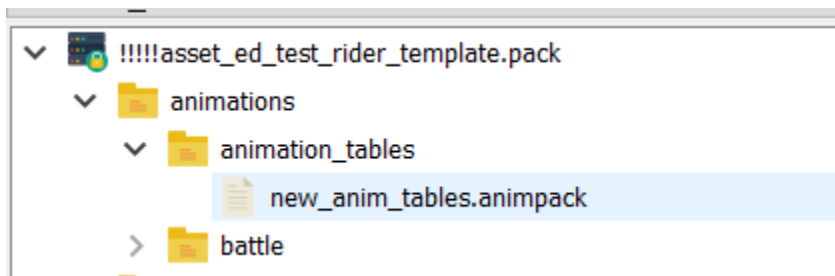 !!!!!asset_ed_test_rider_template.pack
animations
animation_tables
new_anim_tables.animpack
battle